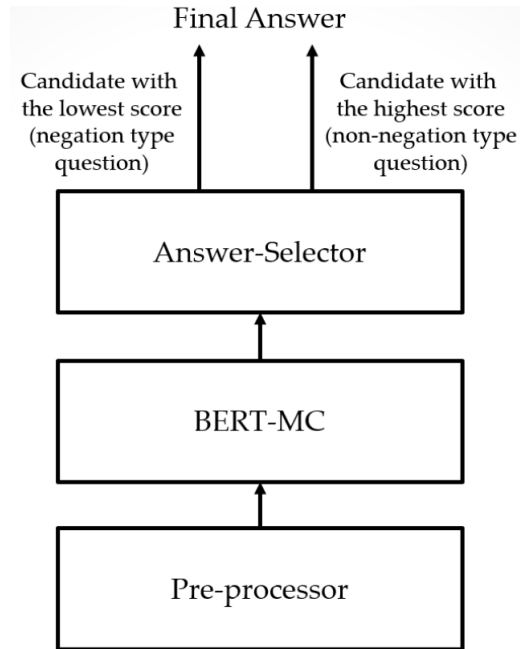 Final Answer
Candidate with
the lowest score
(negation type
question)
Candidate with
the highest score
(non-negation type
question)
Answer-Selector
BERT-MC
Pre-processor